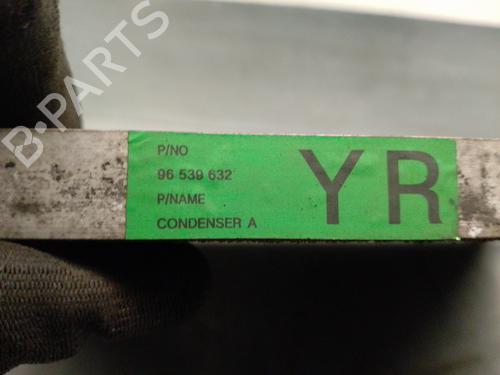 B-PARTS
P/NO
96 539 632
P/NAME
CONDENSER A
YR